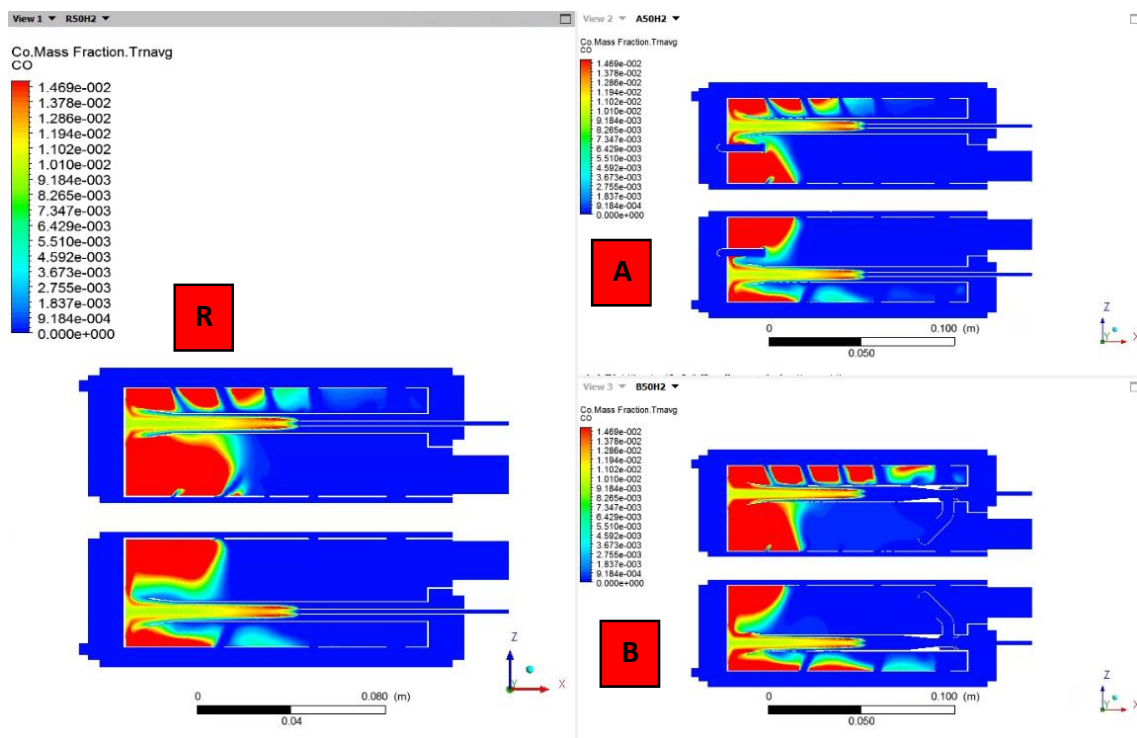 View 1 ▼ R50H2 ▼
Co.Mass Fraction.Trnavg
CO
1.469e-002
1.378e-002
1.286e-002
1.194e-002
1.102e-002
1.010e-002
9.184e-003
8.265e-003
7.347e-003
6.429e-003
5.510e-003
4.592e-003
3.673e-003
2.755e-003
1.837e-003
9.184e-004
0.000e+000
R
Z
Y
X
0 0.080 (m)
0.04
View 2 ▼ A50H2 ▼
Co.Mass Fraction.Trnavg
CO
1.469e-002
1.378e-002
1.286e-002
1.194e-002
1.102e-002
1.010e-002
9.184e-003
8.265e-003
7.347e-003
6.429e-003
5.510e-003
4.592e-003
3.673e-003
2.755e-003
1.837e-003
9.184e-004
0.000e+000
A
Z
Y
X
0 0.100 (m)
0.050
View 3 ▼ B50H2 ▼
Co.Mass Fraction.Trnavg
CO
1.469e-002
1.378e-002
1.286e-002
1.194e-002
1.102e-002
1.010e-002
9.184e-003
8.265e-003
7.347e-003
6.429e-003
5.510e-003
4.592e-003
3.673e-003
2.755e-003
1.837e-003
9.184e-004
0.000e+000
B
Z
Y
X
0 0.100 (m)
0.050